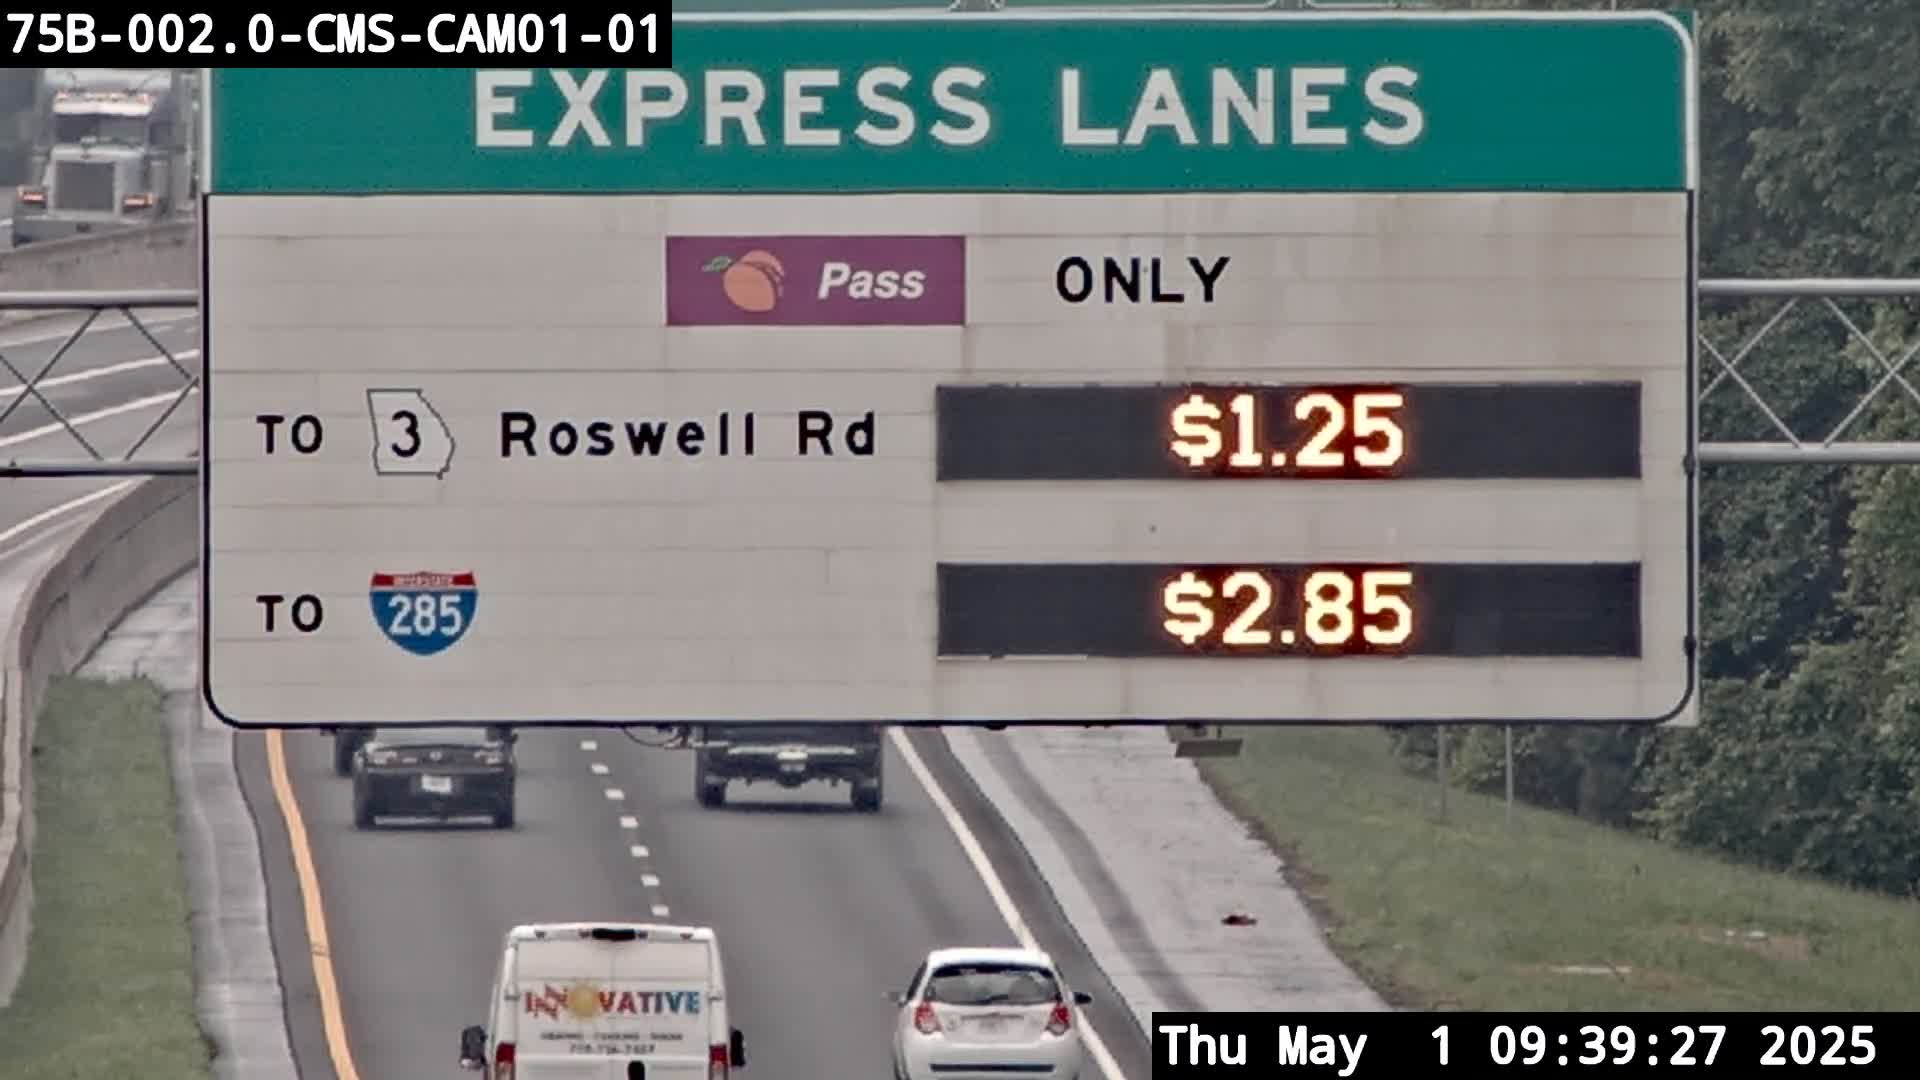 75B-002.0-CMS-CAM01-01
EXPRESS LANES
Pass ONLY
TO 3 Roswell Rd $1.25
TO INTERSTATE 285 $2.85
INNOVATIVE
Thu May 1 09:39:27 2025